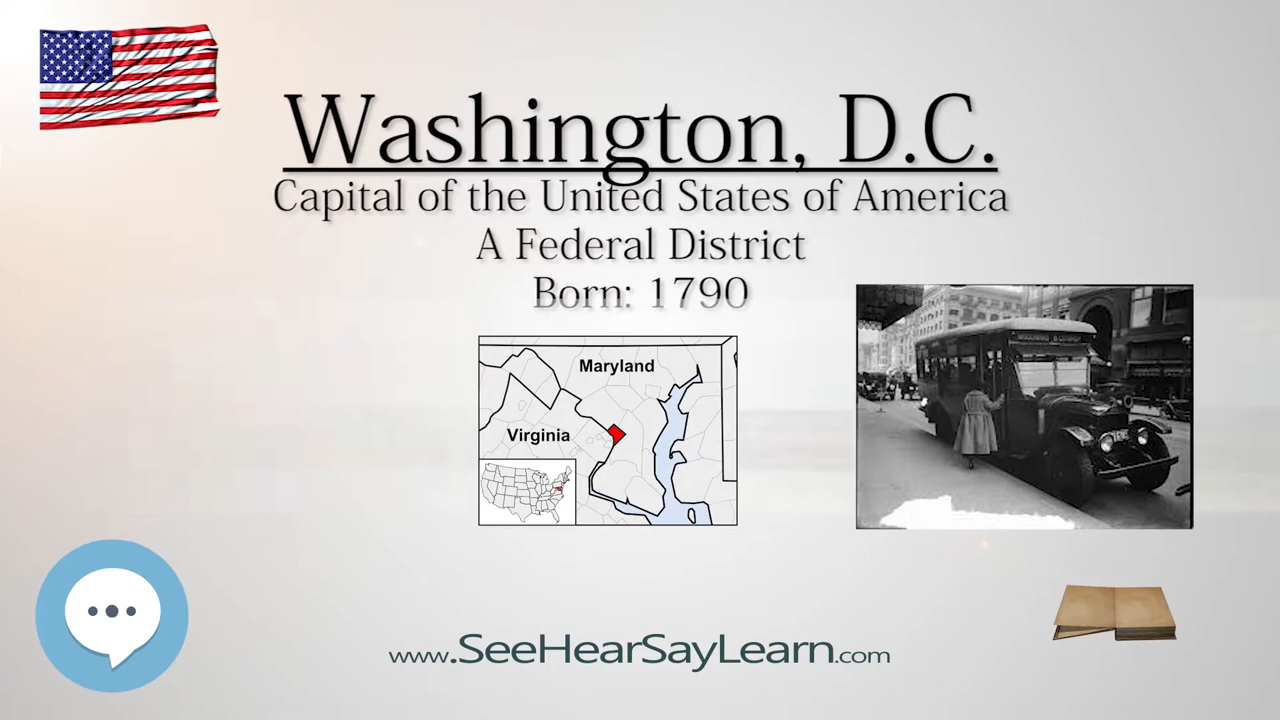 Washington, D.C.
Capital of the United States of America
A Federal District
Born: 1790
Maryland
Virginia
www.SeeHearSayLearn.com